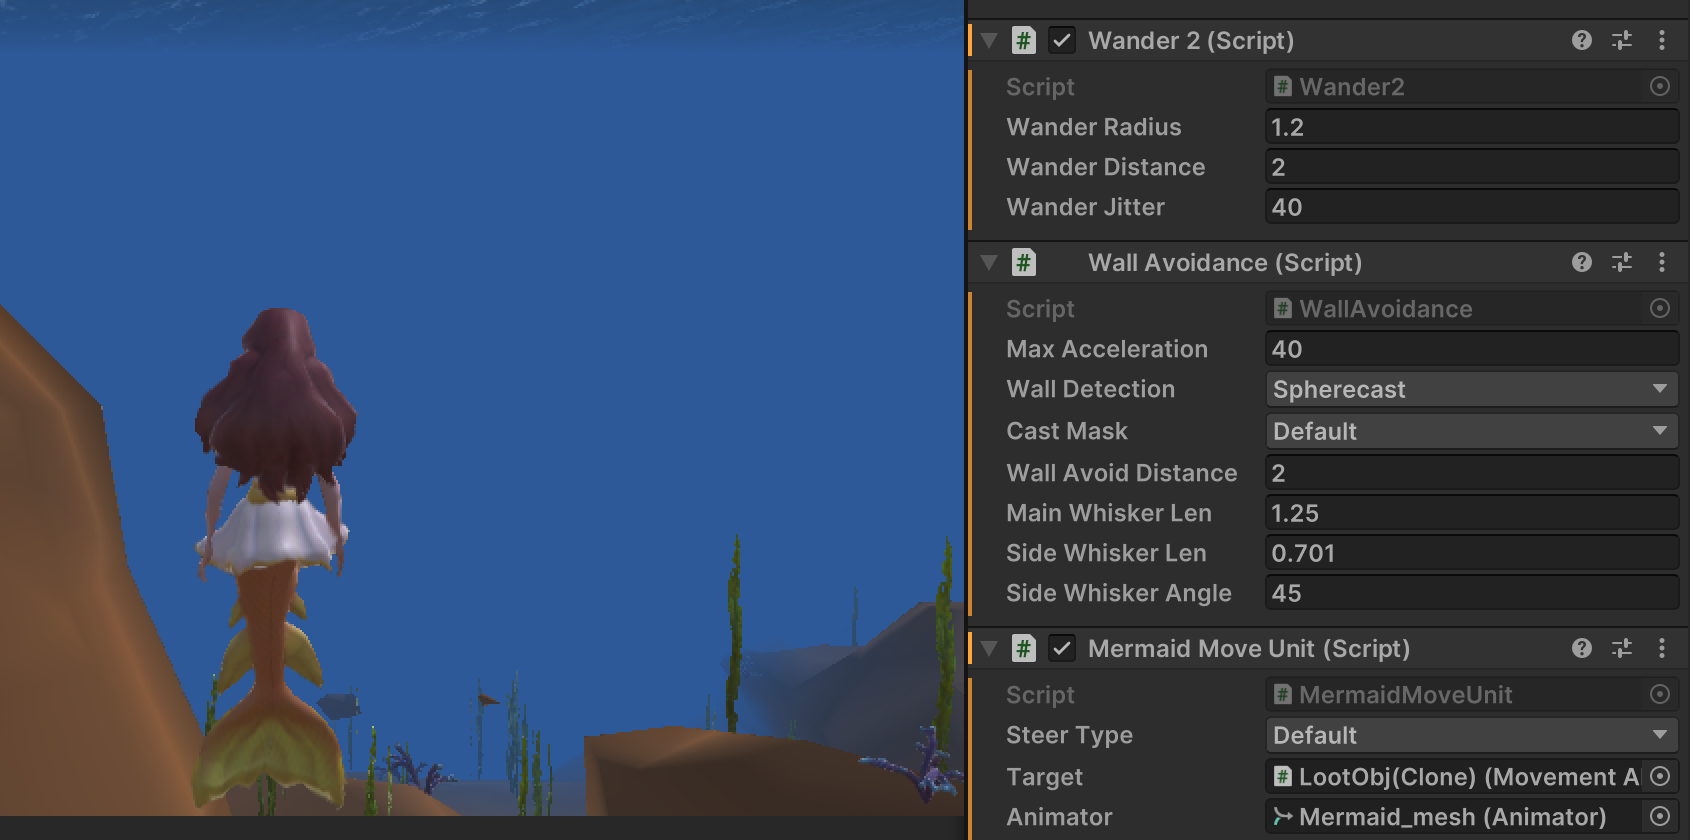 Wander 2 (Script)
Script Wander2
Wander Radius 1.2
Wander Distance 2
Wander Jitter 40
Wall Avoidance (Script)
Script WallAvoidance
Max Acceleration 40
Wall Detection Spherecast
Cast Mask Default
Wall Avoid Distance 2
Main Whisker Len 1.25
Side Whisker Len 0.701
Side Whisker Angle 45
Mermaid Move Unit (Script)
Script MermaidMoveUnit
Steer Type Default
Target LootObj(Clone) (Movement A
Animator Mermaid_mesh (Animator)